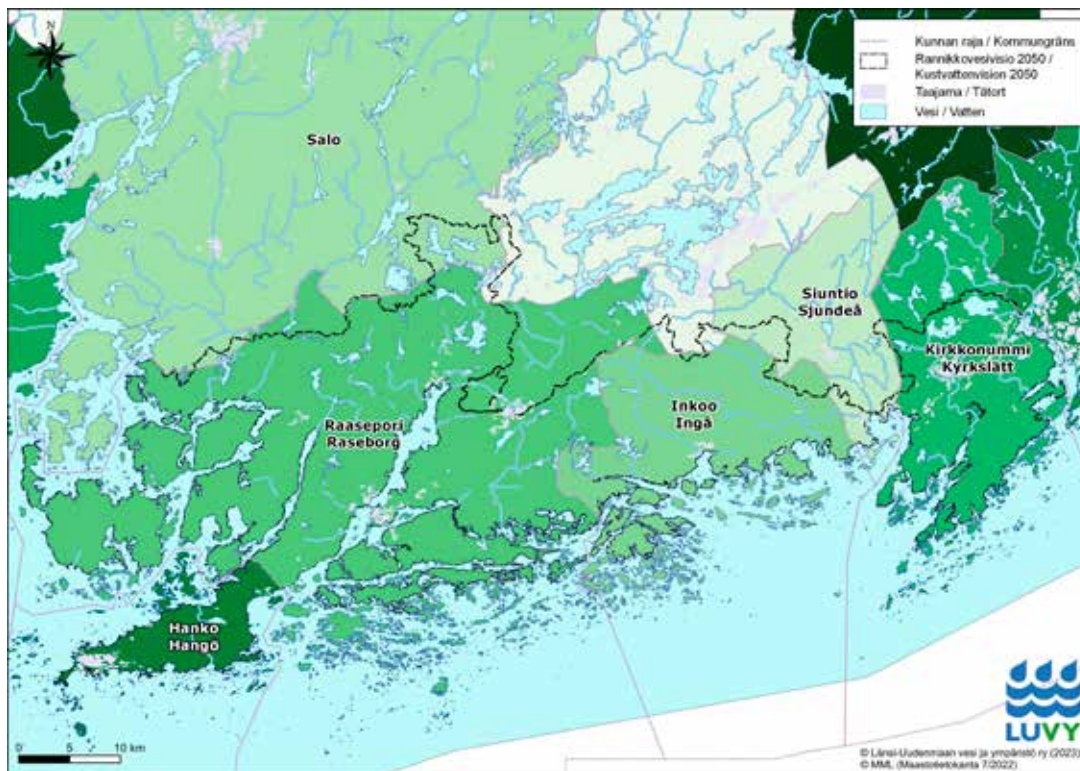 N
Kunnan raja / Kommungräns
Rannikkovesivisio 2050 /
Kustvattenvision 2050
Taajama / Tätort
Vesi / Vatten
Salo
Siuntio
Sjundeå
Kirkkonummi
Kyrkslätt
Inkoo
Ingå
Raasepori
Raseborg
Hanko
Hangö
LUVY
0 5 10 km
© Länsi-Uudenmaan vesi ja ympäristö ry (2023)
© MML (Maastotietokanta 7/2022)